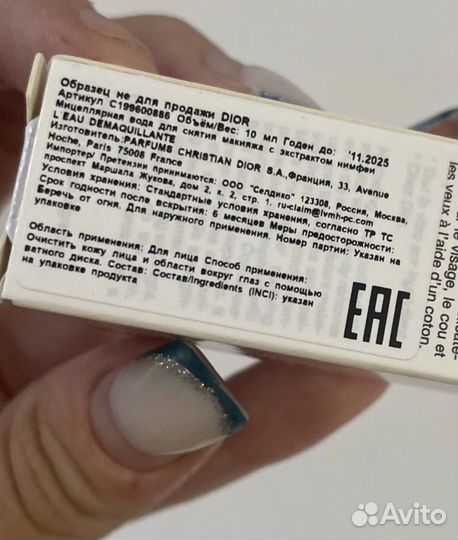 Образец не для продажи DIOR
Артикул C199600886 Объём/Вес: 10 мл Годен до: '11.2025
Мицеллярная вода для снятия макияжа с экстрактом нимфеи
L'EAU DEMAQUILLANTE
Изготовитель:PARFUMS CHRISTIAN DIOR S.A.,Франция, 33, Avenue
Hoche, Paris 75008 France
Импортер/ Претензии принимаются: ООО "Селдико" 123308, Россия, Москва,
проспект Маршала Жукова, дом 2, к. 2, стр. 1. ru-claim@lvmh-pc.com
Условия хранения: Стандартные условия хранения, согласно ТР ТС
Срок годности после вскрытия: 6 месяцев Меры предосторожности:
Беречь от огня. Для наружного применения. Номер партии: Указан на
упаковке
Область применения: Для лица Способ применения:
Очистить кожу лица и области вокруг глаз с помощью
ватного диска. Состав: Состав/Ingredients (INCI): указан
на упаковке продукта
EAC
le visage, le cou et
les yeux à l'aide d'un coton.
Avito